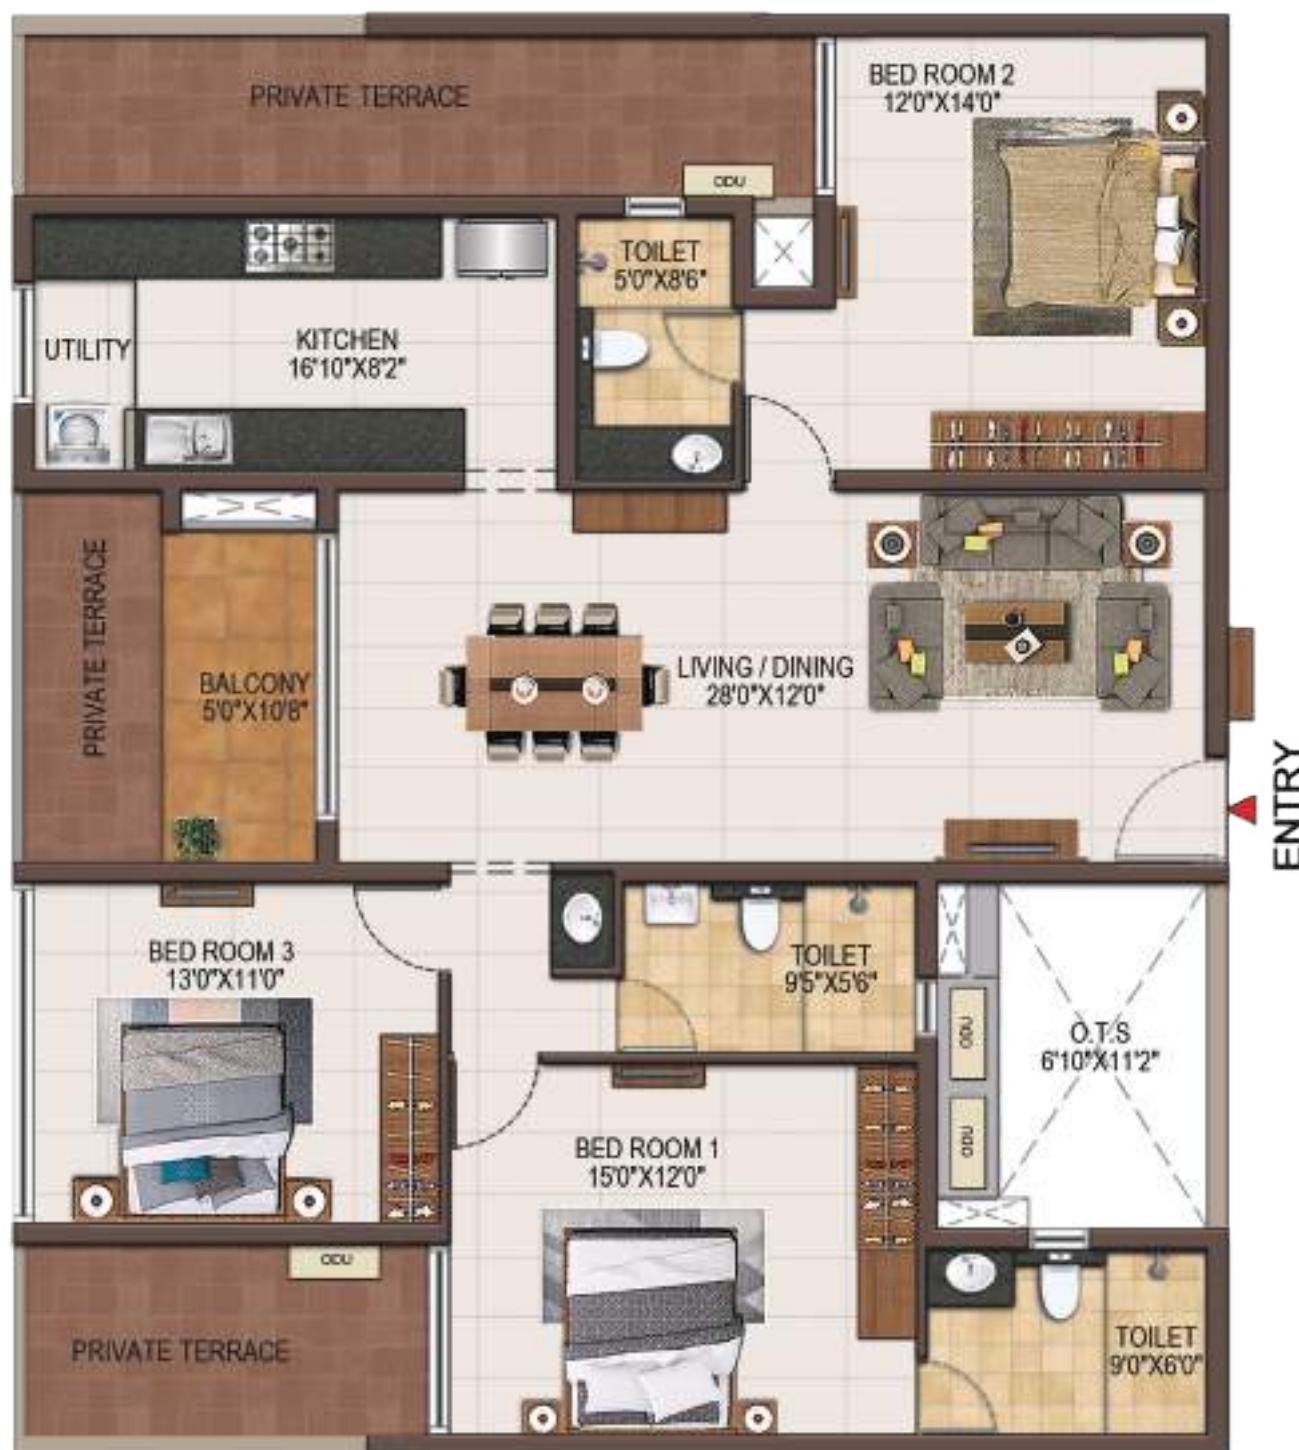 PRIVATE TERRACE
BED ROOM 2
12'0"X14'0"
ODU
TOILET
5'0"X8'6"
UTILITY
KITCHEN
16'10"X8'2"
PRIVATE TERRACE
BALCONY
5'0"X10'8"
LIVING / DINING
28'0"X12'0"
ENTRY
BED ROOM 3
13'0"X11'0"
TOILET
9'5"X5'6"
ODU
O.T.S
6'10"X11'2"
ODU
BED ROOM 1
15'0"X12'0"
ODU
PRIVATE TERRACE
TOILET
9'0"X6'0"